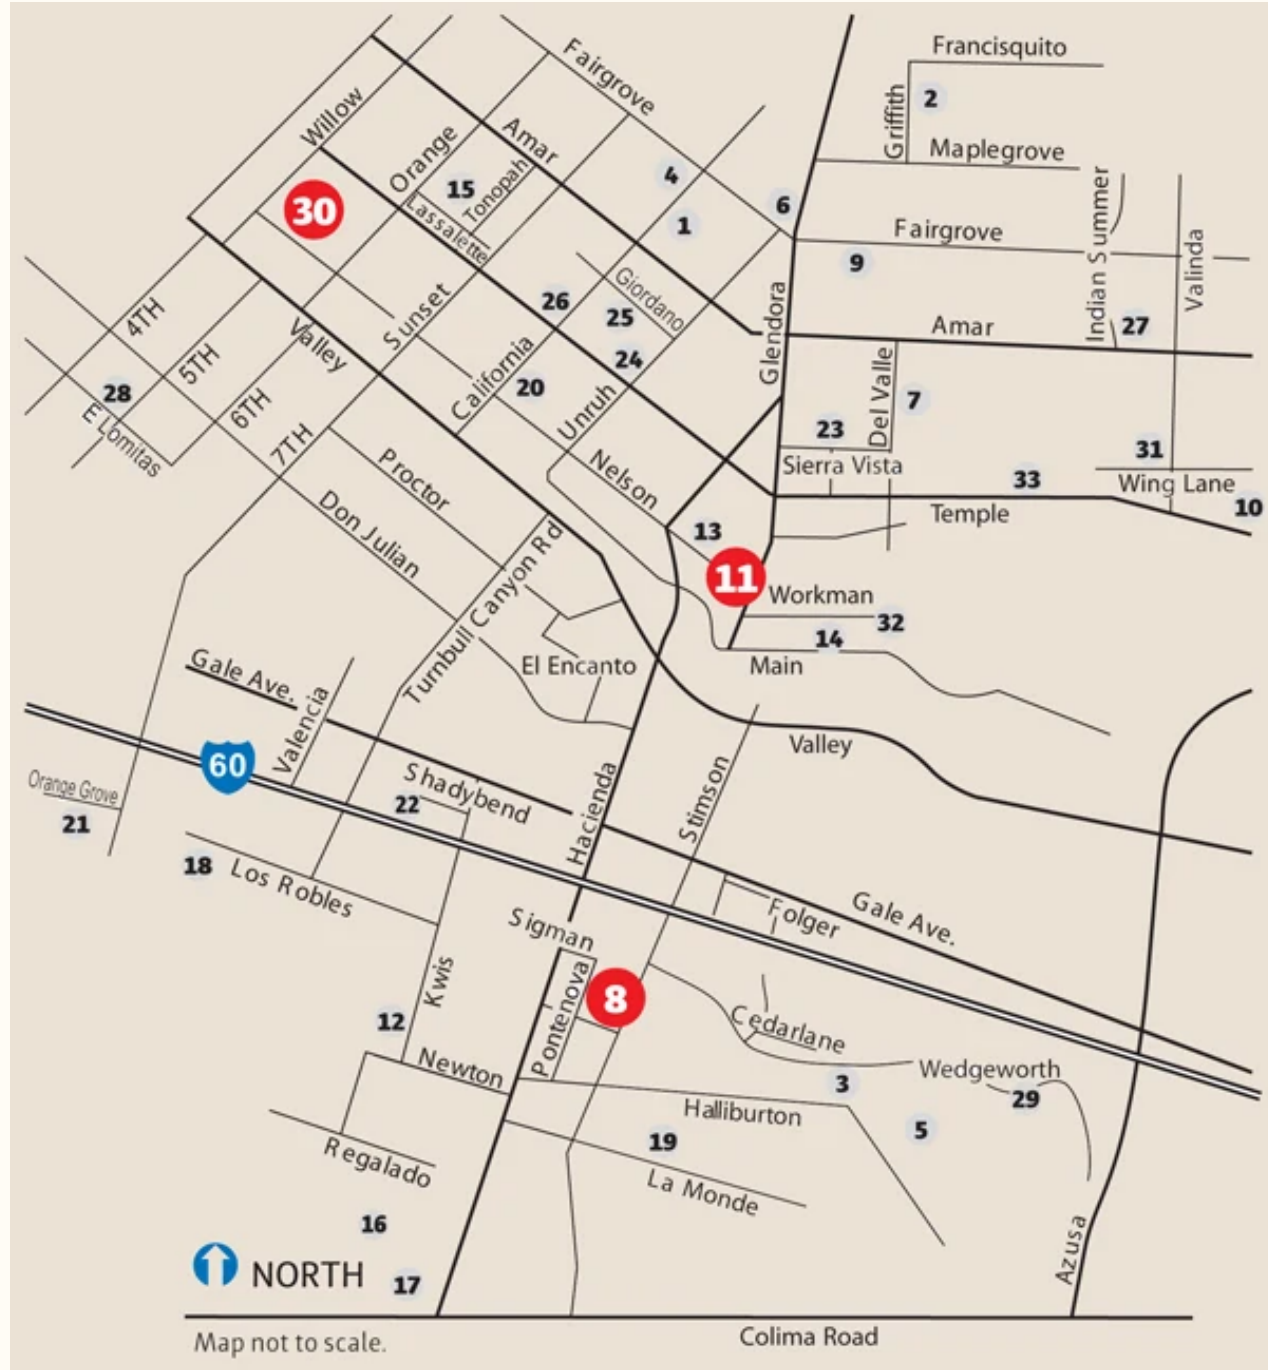 Francisquito
Fairgrove
Griffith
2
Willow
Amar
Orange
Maplegrove
4
15
Tonopah
Indian Summer
30
Lassalette
6
1
Fairgrove
Valinda
9
Giordano
Sunset
26
25
Glendora
Amar
27
4TH
Valley
24
5TH
California
20
Del Valle
7
28
Unruh
6TH
23
E Lomitas
7TH
Sierra Vista
31
Proctor
Nelson
33
Wing Lane
10
Don Julian
13
Temple
Turnbull Canyon Rd
11
Workman
32
14
El Encanto
Main
Gale Ave.
Valencia
Valley
60
Orange Grove
Shadybend
22
Hacienda
Stimson
21
18
Los Robles
Folger
Gale Ave.
Sigman
Kwis
Pontenova
8
12
Cedarlane
Newton
Wedgeworth
3
29
Halliburton
5
19
Regalado
La Monde
16
Azusa
NORTH
17
Map not to scale.
Colima Road